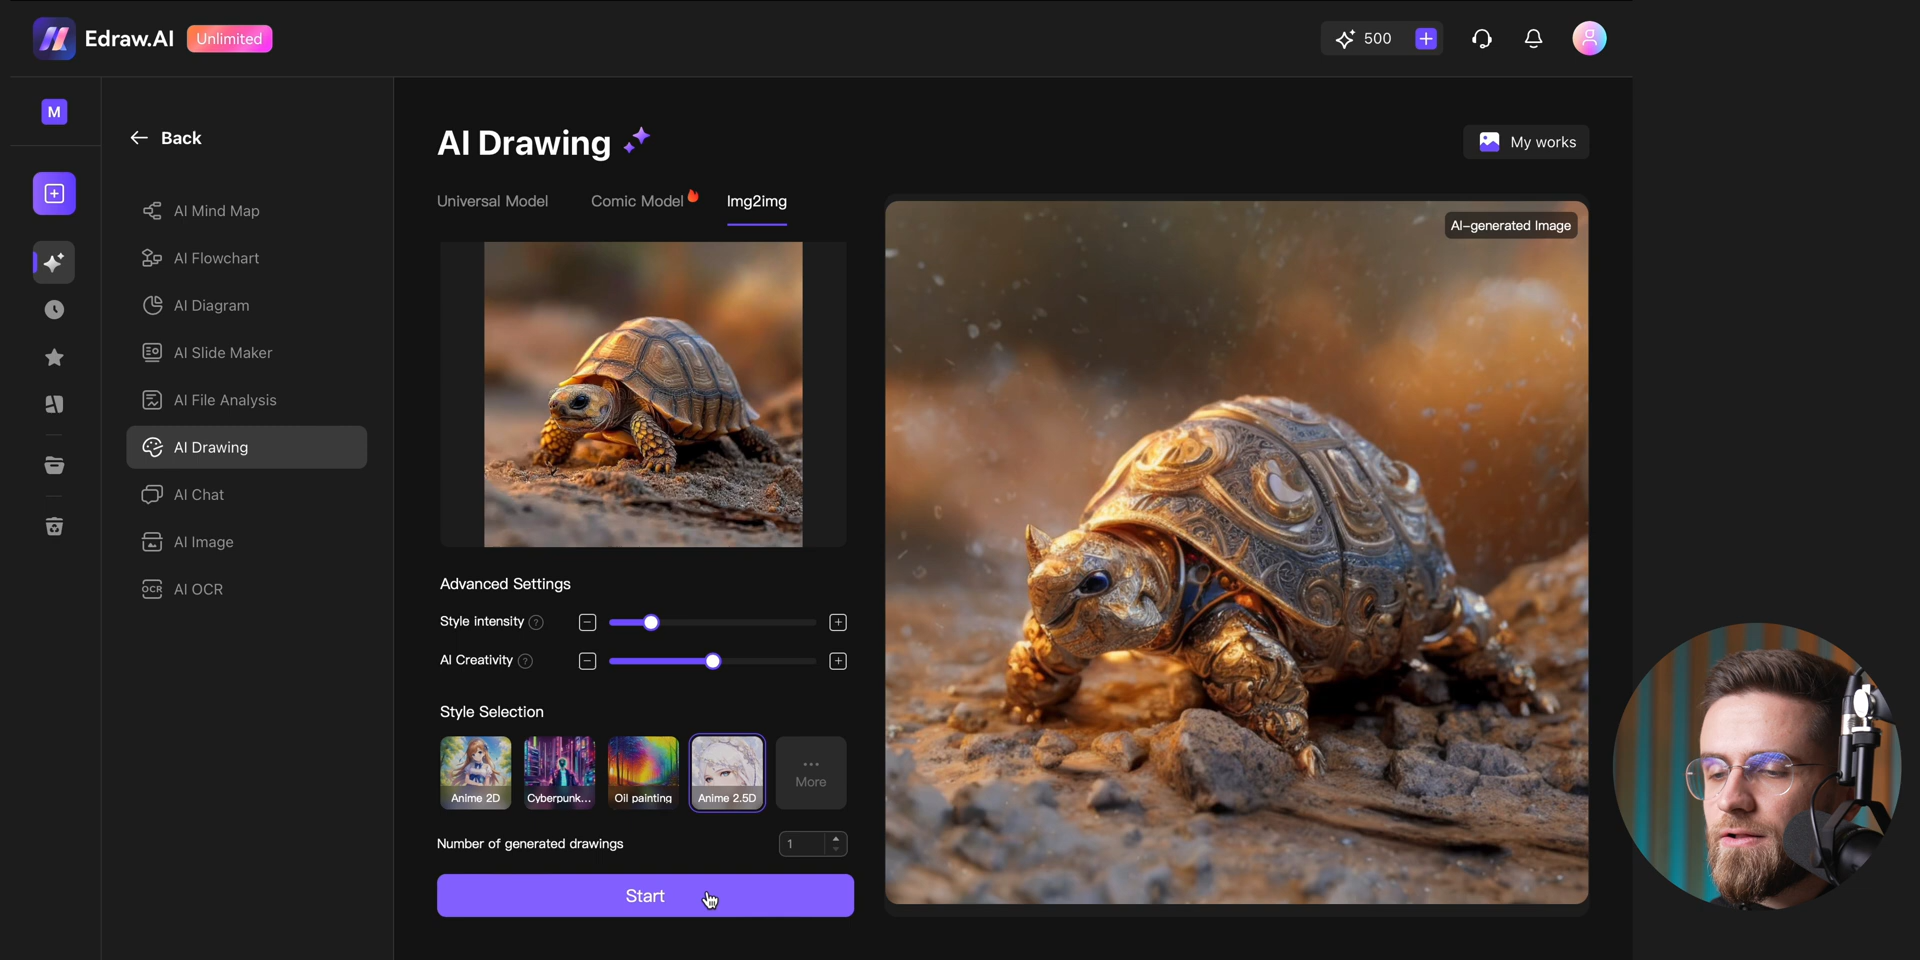 Edraw.AI
Unlimited
500
M
Back
AI Mind Map
AI Flowchart
AI Diagram
AI Slide Maker
AI File Analysis
AI Drawing
AI Chat
AI Image
OCR AI OCR
AI Drawing
My works
Universal Model
Comic Model
Img2img
AI-generated Image
Advanced Settings
Style intensity ?
AI Creativity ?
Style Selection
Anime 2D
Cyberpunk...
Oil painting
Anime 2.5D
... More
Number of generated drawings
1
Start